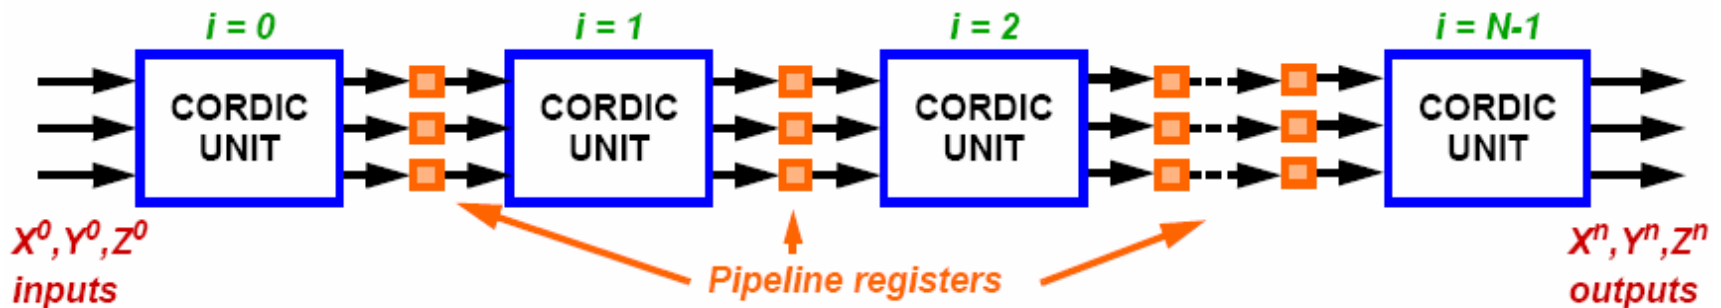 i = 0
i = 1
i = 2
i = N-1
CORDIC
UNIT
CORDIC
UNIT
CORDIC
UNIT
CORDIC
UNIT
X⁰,Y⁰,Z⁰
inputs
Pipeline registers
Xⁿ,Yⁿ,Zⁿ
outputs